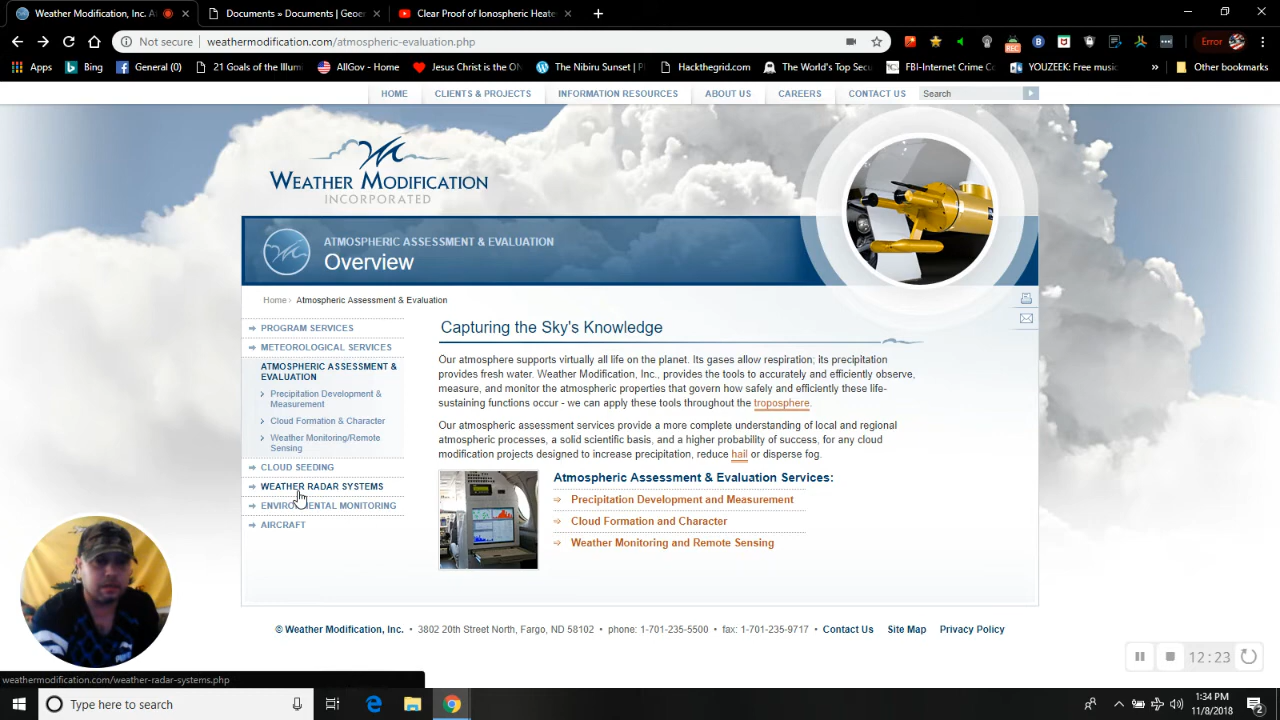 Weather Modification, Inc. A
Documents » Documents | Geoen
Clear Proof of Ionospheric Heater
Not secure
weathermodification.com/atmospheric-evaluation.php
REC
Error
Apps
Bing
General (0)
21 Goals of the Illum
AllGov - Home
Jesus Christ is the ON
The Nibiru Sunset
Hackthegrid.com
The World's Top Secr
FBI-Internet Crime Co
YOUZEEK: Free music
Other bookmarks
HOME
CLIENTS & PROJECTS
INFORMATION RESOURCES
ABOUT US
CAREERS
CONTACT US
Search
WEATHER MODIFICATION
INCORPORATED
ATMOSPHERIC ASSESSMENT & EVALUATION
Overview
Home › Atmospheric Assessment & Evaluation
PROGRAM SERVICES
METEOROLOGICAL SERVICES
ATMOSPHERIC ASSESSMENT &
EVALUATION
Precipitation Development &
Measurement
Cloud Formation & Character
Weather Monitoring/Remote
Sensing
CLOUD SEEDING
WEATHER RADAR SYSTEMS
ENVIRONMENTAL MONITORING
AIRCRAFT
Capturing the Sky's Knowledge
Our atmosphere supports virtually all life on the planet. Its gases allow respiration; its precipitation
provides fresh water. Weather Modification, Inc., provides the tools to accurately and efficiently observe,
measure, and monitor the atmospheric properties that govern how safely and efficiently these life-
sustaining functions occur - we can apply these tools throughout the troposphere.
Our atmospheric assessment services provide a more complete understanding of local and regional
atmospheric processes, a solid scientific basis, and a higher probability of success, for any cloud
modification projects designed to increase precipitation, reduce hail or disperse fog.
Atmospheric Assessment & Evaluation Services:
Precipitation Development and Measurement
Cloud Formation and Character
Weather Monitoring and Remote Sensing
© Weather Modification, Inc. • 3802 20th Street North, Fargo, ND 58102 • phone: 1-701-235-5500 • fax: 1-701-235-9717 • Contact Us Site Map Privacy Policy
12:23
weathermodification.com/weather-radar-systems.php
Type here to search
1:34 PM
11/8/2018
2